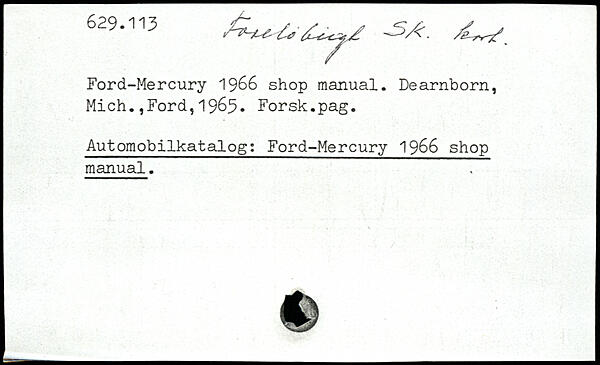 629.113 Foreløbigt SK. kort.
Ford-Mercury 1966 shop manual. Dearnborn,
Mich.,Ford,1965. Forsk.pag.
Automobilkatalog: Ford-Mercury 1966 shop
manual.